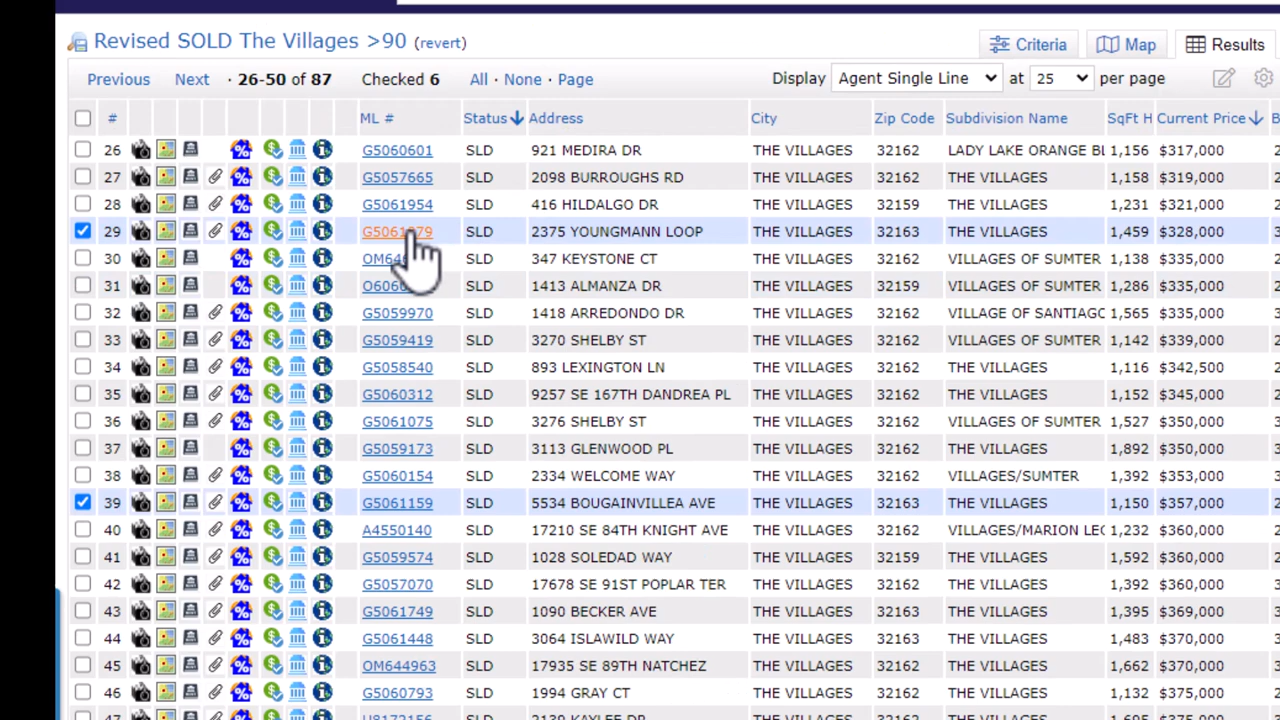 Revised SOLD The Villages >90 (revert)
Criteria Map Results
Previous Next · 26-50 of 87 Checked 6 All · None · Page Display Agent Single Line at 25 per page
# ML # Status Address City Zip Code Subdivision Name SqFt H Current Price
26 G5060601 SLD 921 MEDIRA DR THE VILLAGES 32162 LADY LAKE ORANGE BL 1,156 $317,000
27 G5057665 SLD 2098 BURROUGHS RD THE VILLAGES 32162 THE VILLAGES 1,158 $319,000
28 G5061954 SLD 416 HILDALGO DR THE VILLAGES 32159 THE VILLAGES 1,231 $321,000
29 SLD 2375 YOUNGMANN LOOP THE VILLAGES 32163 THE VILLAGES 1,459 $328,000
30 SLD 347 KEYSTONE CT THE VILLAGES 32162 VILLAGES OF SUMTER 1,138 $335,000
31 SLD 1413 ALMANZA DR THE VILLAGES 32159 VILLAGES OF SUMTER 1,286 $335,000
32 G5059970 SLD 1418 ARREDONDO DR THE VILLAGES 32162 VILLAGE OF SANTIAGO 1,565 $335,000
33 G5059419 SLD 3270 SHELBY ST THE VILLAGES 32162 VILLAGES OF SUMTER 1,142 $339,000
34 G5058540 SLD 893 LEXINGTON LN THE VILLAGES 32162 THE VILLAGES 1,116 $342,500
35 G5060312 SLD 9257 SE 167TH DANDREA PL THE VILLAGES 32162 THE VILLAGES 1,152 $345,000
36 G5061075 SLD 3275 SHELBY ST THE VILLAGES 32162 VILLAGES OF SUMTER 1,527 $350,000
37 G5059173 SLD 3113 GLENWOOD PL THE VILLAGES 32162 THE VILLAGES 1,892 $350,000
38 G5060154 SLD 2334 WELCOME WAY THE VILLAGES 32162 VILLAGES/SUMTER 1,392 $353,000
39 G5061159 SLD 5534 BOUGAINVILLEA AVE THE VILLAGES 32163 THE VILLAGES 1,150 $357,000
40 A4550140 SLD 17210 SE 84TH KNIGHT AVE THE VILLAGES 32162 VILLAGES/MARION LEC 1,232 $360,000
41 G5059574 SLD 1028 SOLEDAD WAY THE VILLAGES 32159 THE VILLAGES 1,592 $360,000
42 G5057070 SLD 17678 SE 91ST POPLAR TER THE VILLAGES 32162 THE VILLAGES 1,392 $360,000
43 G5061749 SLD 1090 BECKER AVE THE VILLAGES 32163 THE VILLAGES 1,395 $369,000
44 G5061448 SLD 3064 ISLAWILD WAY THE VILLAGES 32163 THE VILLAGES 1,483 $370,000
45 OM644963 SLD 17935 SE 89TH NATCHEZ THE VILLAGES 32162 THE VILLAGES 1,662 $370,000
46 G5060793 SLD 1994 GRAY CT THE VILLAGES 32162 THE VILLAGES 1,132 $375,000